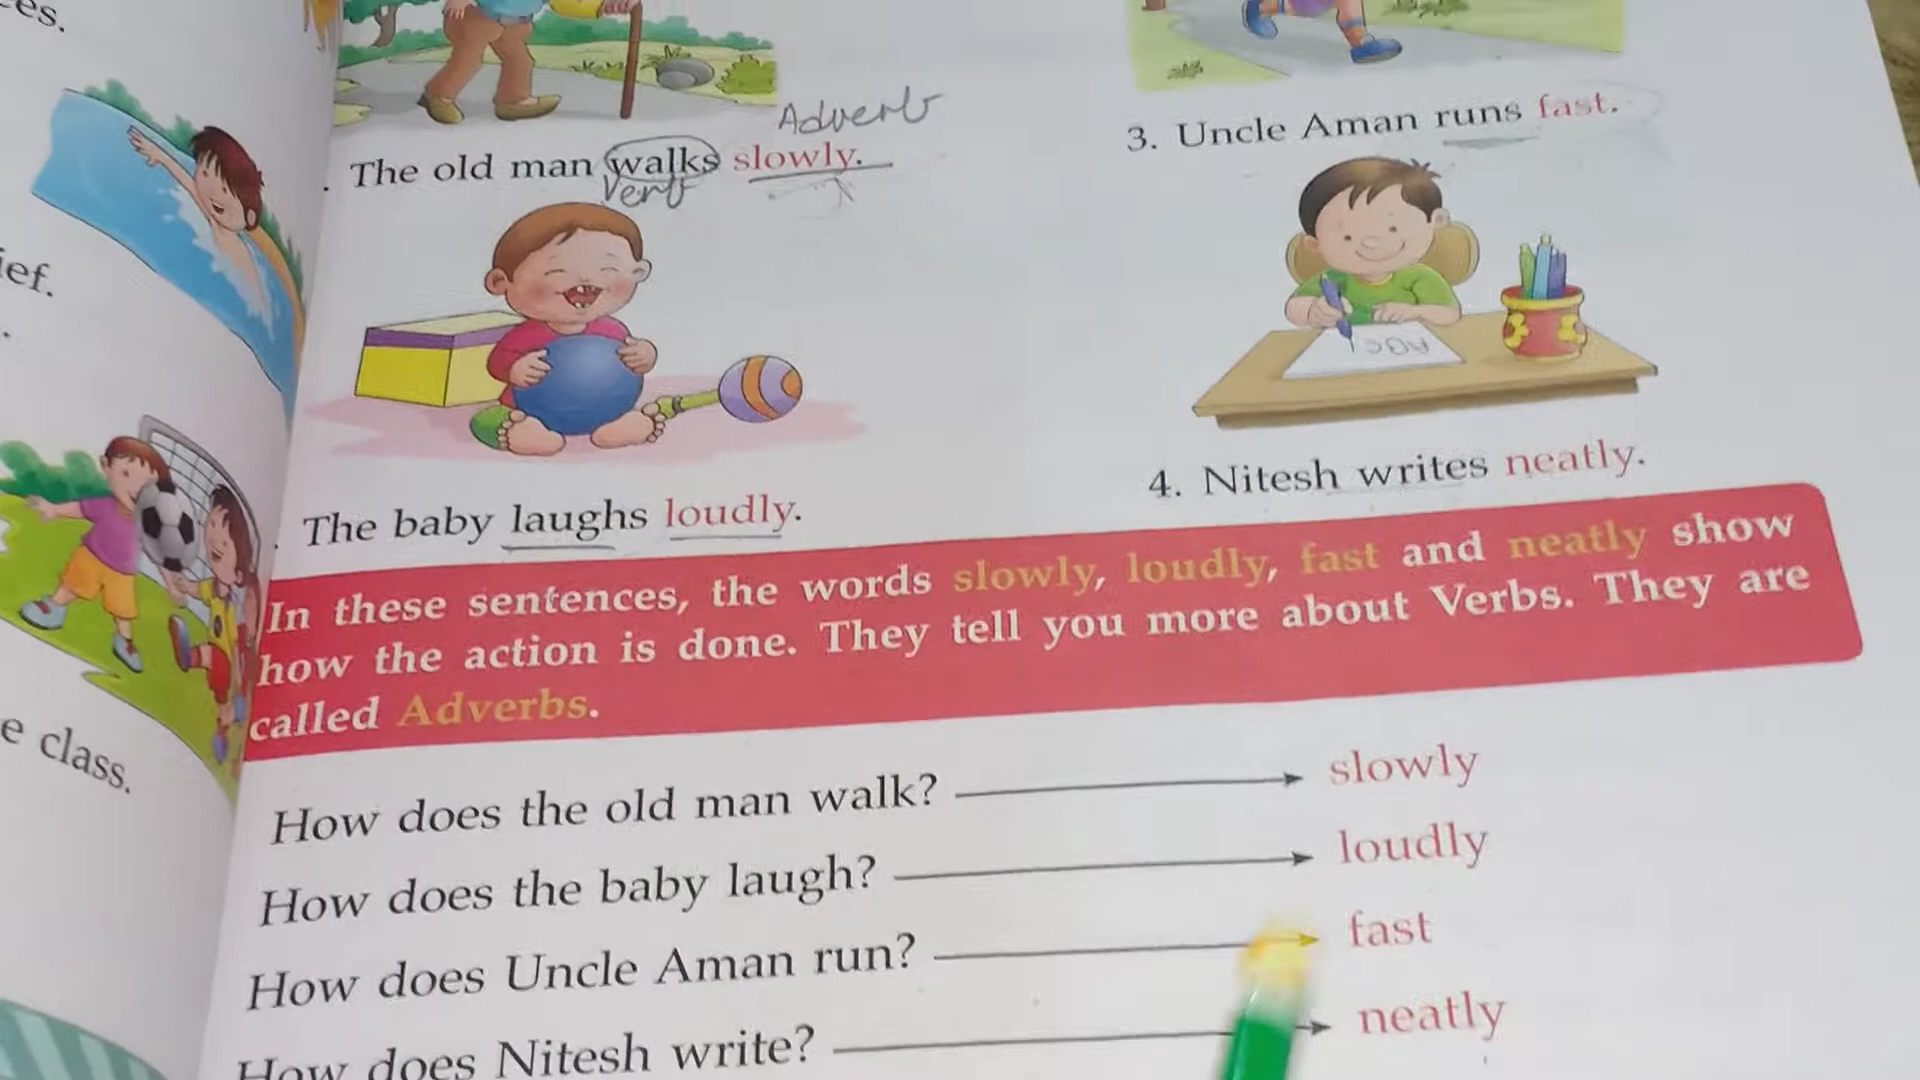 es.
ief.
e class.
Adverb
The old man walks slowly.
Verb
3. Uncle Aman runs fast.
ABC
The baby laughs loudly.
4. Nitesh writes neatly.
In these sentences, the words slowly, loudly, fast and neatly show
how the action is done. They tell you more about Verbs. They are
called Adverbs.
How does the old man walk? slowly
How does the baby laugh? loudly
How does Uncle Aman run? fast
How does Nitesh write? neatly